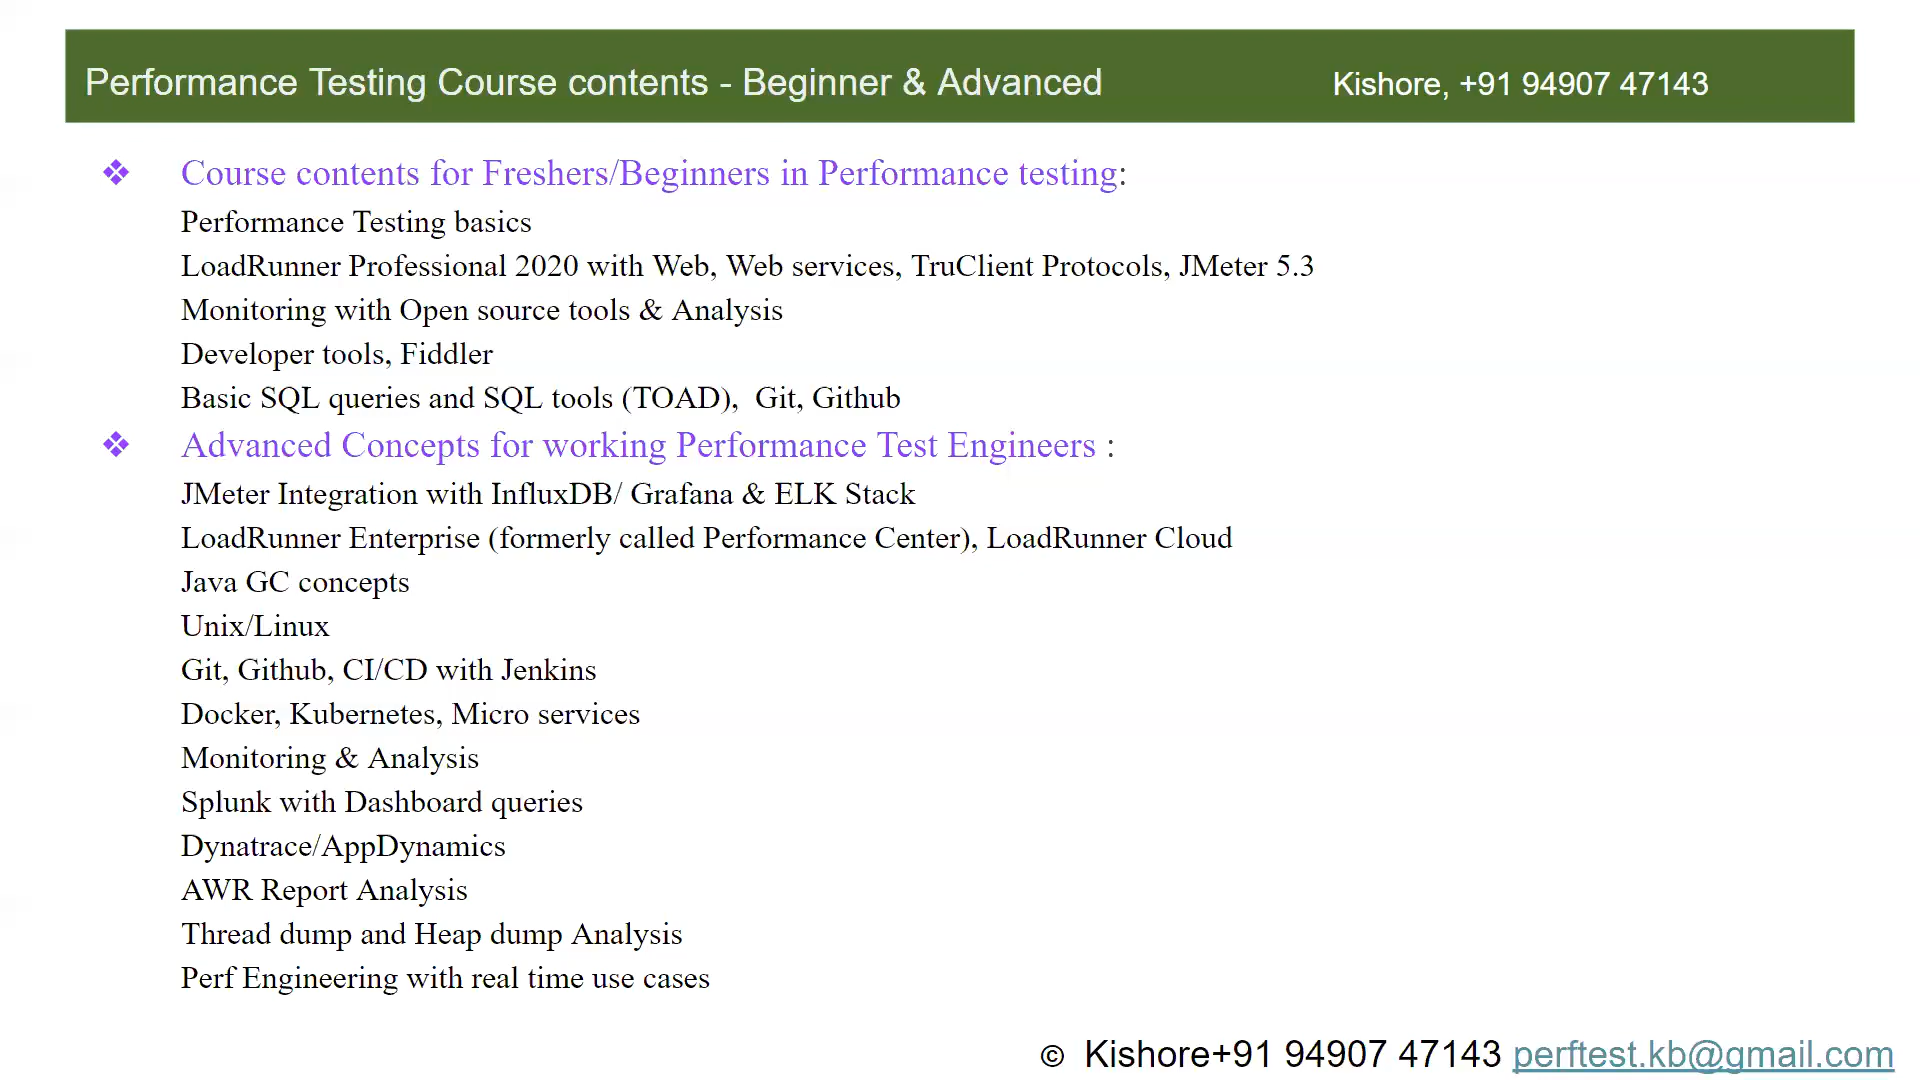 Performance Testing Course contents - Beginner & Advanced Kishore, +91 94907 47143
❖ Course contents for Freshers/Beginners in Performance testing:
Performance Testing basics
LoadRunner Professional 2020 with Web, Web services, TruClient Protocols, JMeter 5.3
Monitoring with Open source tools & Analysis
Developer tools, Fiddler
Basic SQL queries and SQL tools (TOAD),  Git, Github
❖ Advanced Concepts for working Performance Test Engineers :
JMeter Integration with InfluxDB/ Grafana & ELK Stack
LoadRunner Enterprise (formerly called Performance Center), LoadRunner Cloud
Java GC concepts
Unix/Linux
Git, Github, CI/CD with Jenkins
Docker, Kubernetes, Micro services
Monitoring & Analysis
Splunk with Dashboard queries
Dynatrace/AppDynamics
AWR Report Analysis
Thread dump and Heap dump Analysis
Perf Engineering with real time use cases
© Kishore+91 94907 47143 perftest.kb@gmail.com